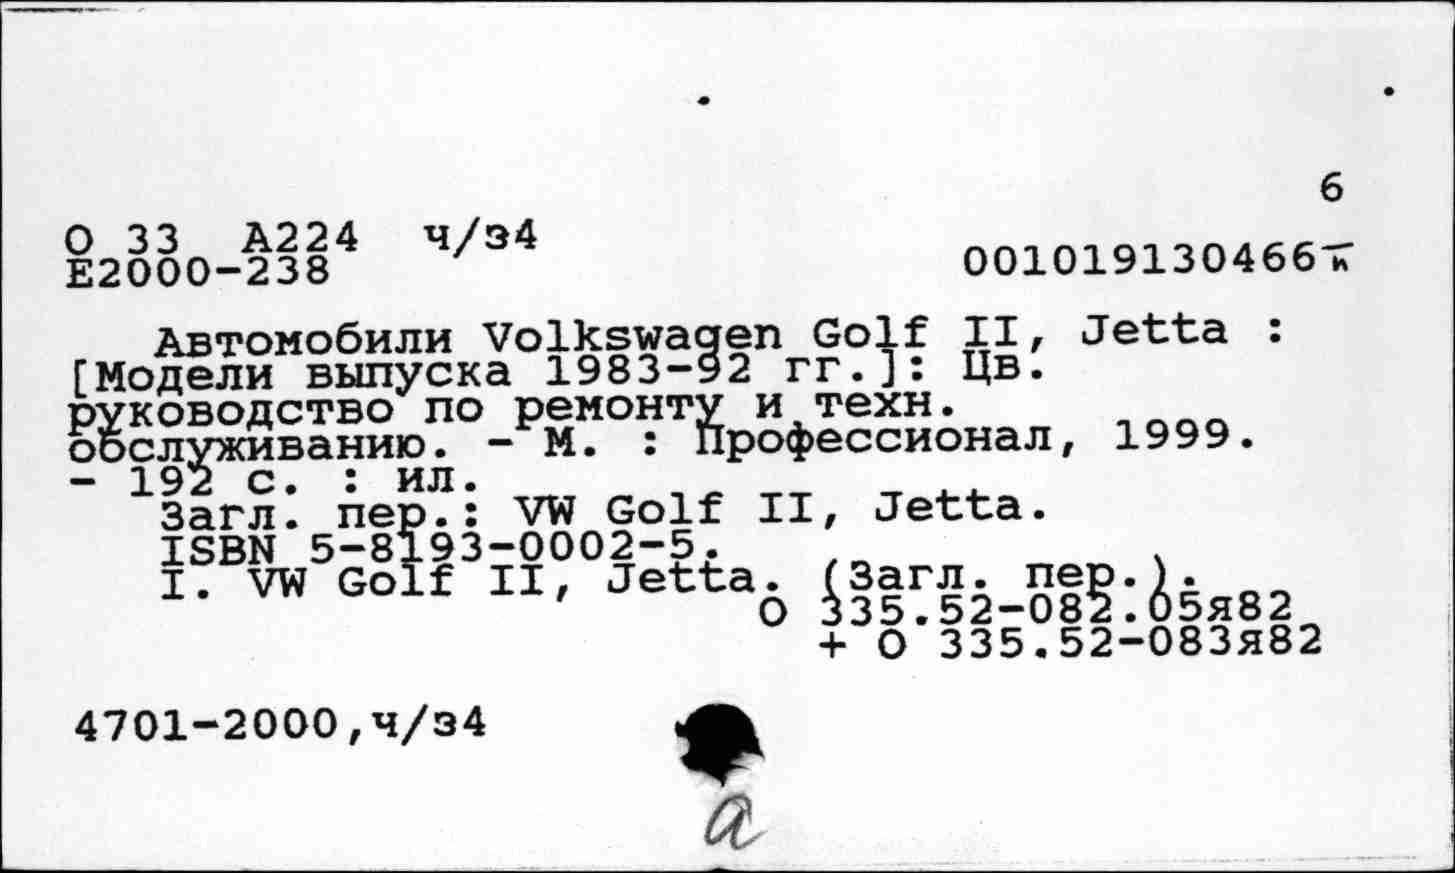 6
О 33 А224 ч/з4
Е2000-238
001019130466
Автомобили Volkswagen Golf II, Jetta :
[Модели выпуска 1983-92 гг.]: Цв.
руководство по ремонту и техн.
обслуживанию. - М. : Профессионал, 1999.
- 192 с. : ил.
Загл. пер.: VW Golf II, Jetta.
ISBN 5-8193-0002-5.
I. VW Golf II, Jetta. (Загл. пер.).
О 335.52-082.05я82
+ О 335.52-083я82
4701-2000,ч/з4
а